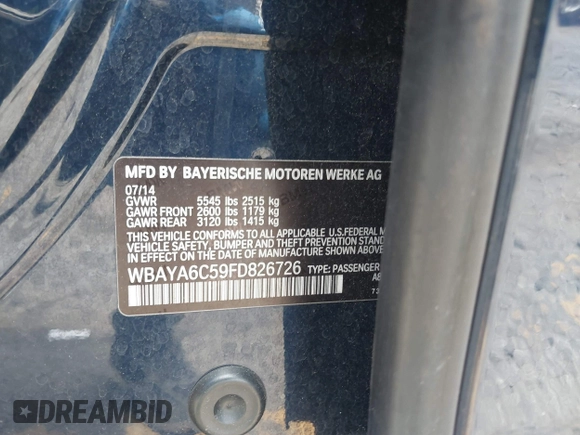 MFD BY BAYERISCHE MOTOREN WERKE AG
07/14
GVWR 5545 lbs 2515 kg
GAWR FRONT 2600 lbs 1179 kg
GAWR REAR 3120 lbs 1415 kg
THIS VEHICLE CONFORMS TO ALL APPLICABLE U.S.FEDERAL M
VEHICLE SAFETY, BUMPER AND THEFT PREVENTION STAND
IN EFFECT ON THE DATE OF MANUFACTURE SHOWN ABOVE
WBAYA6C59FD826726 TYPE: PASSENGER
73
DREAMBID